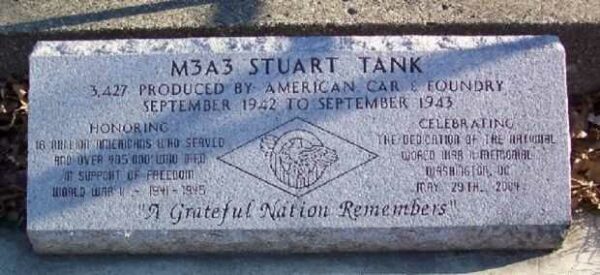 M3A3 STUART TANK
3,427 PRODUCED BY AMERICAN CAR & FOUNDRY
SEPTEMBER 1942 TO SEPTEMBER 1943
HONORING
16 MILLION AMERICANS WHO SERVED
AND OVER 405,000 WHO DIED
IN SUPPORT OF FREEDOM
WORLD WAR II - 1941-1945
CELEBRATING
THE DEDICATION OF THE NATIONAL
WORLD WAR II MEMORIAL
WASHINGTON, DC
MAY 29TH, 2004
"A Grateful Nation Remembers"